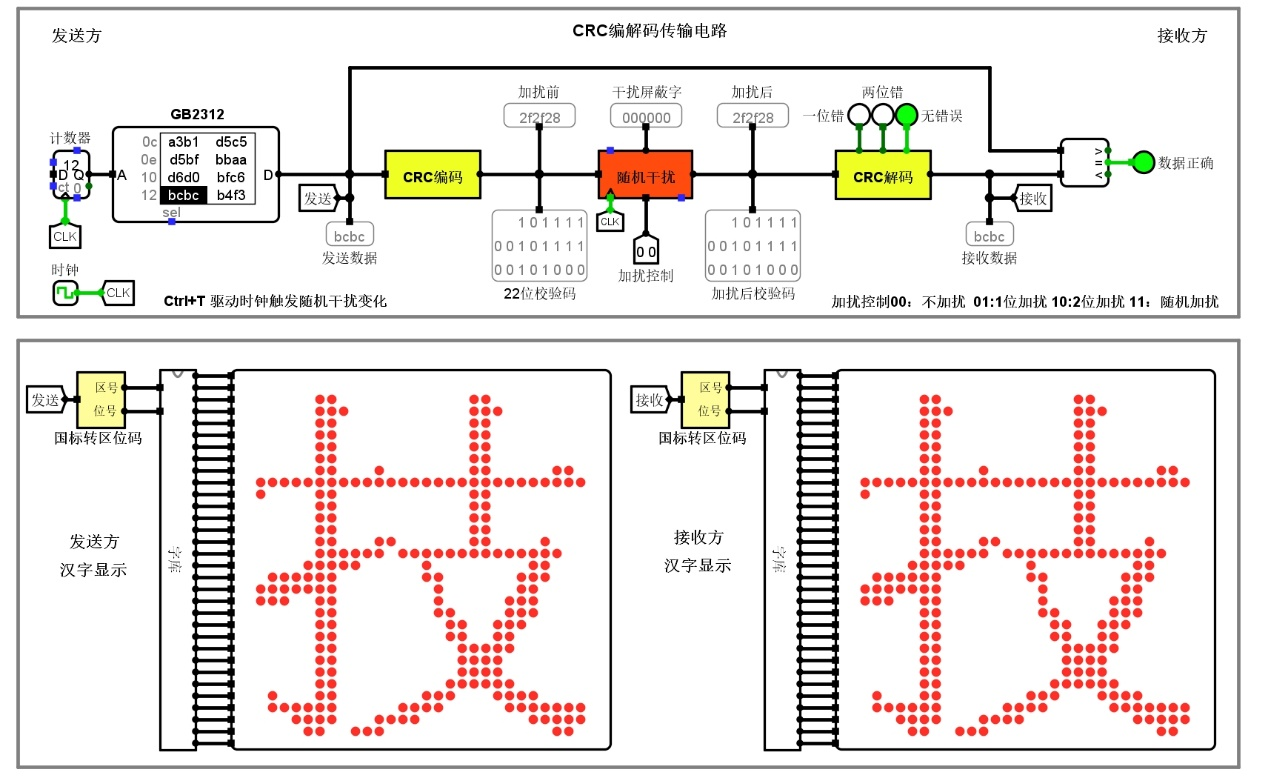 CRC编解码传输电路
发送方
接收方
GB2312
计数器
12
D Q
ct 0
CLK
A
0c a3b1 d5c5
0e d5bf bbaa
10 d6d0 bfc6
12 bcbc b4f3
sel
D
发送
bcbc
发送数据
CRC编码
加扰前
2f2f28
1 0 1 1 1 1
0 0 1 0 1 1 1 1
0 0 1 0 1 0 0 0
22位校验码
干扰屏蔽字
000000
随机干扰
CLK
0 0
加扰控制
加扰后
2f2f28
1 0 1 1 1 1
0 0 1 0 1 1 1 1
0 0 1 0 1 0 0 0
加扰后校验码
两位错
一位错
无错误
CRC解码
接收
bcbc
接收数据
>
=
<
数据正确
时钟
CLK
Ctrl+T 驱动时钟触发随机干扰变化
加扰控制00：不加扰 01:1位加扰 10:2位加扰 11：随机加扰
发送
区号
位号
国标转区位码
字库
发送方
汉字显示
技
接收
区号
位号
国标转区位码
字库
接收方
汉字显示
技